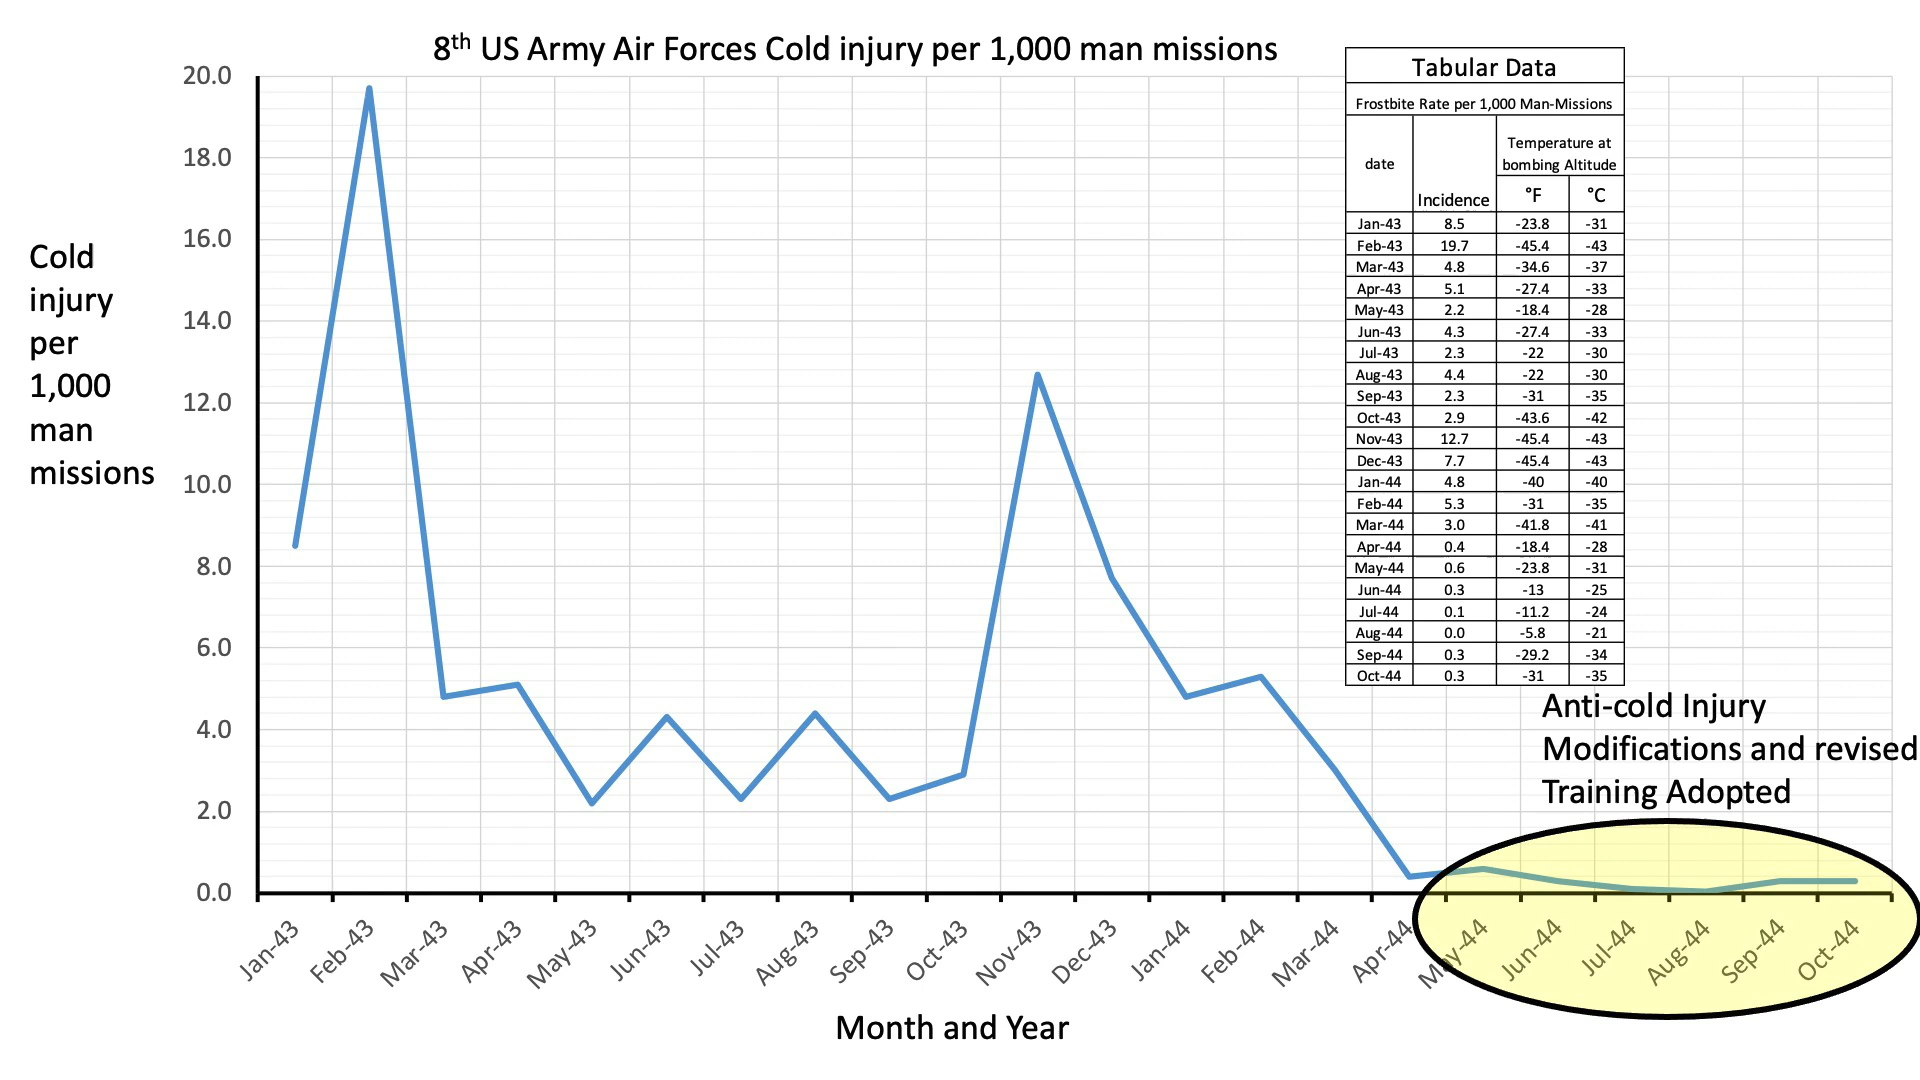 8th US Army Air Forces Cold injury per 1,000 man missions
Cold
injury
per
1,000
man
missions
20.0
18.0
16.0
14.0
12.0
10.0
8.0
6.0
4.0
2.0
0.0
Jan-43 Feb-43 Mar-43 Apr-43 May-43 Jun-43 Jul-43 Aug-43 Sep-43 Oct-43 Nov-43 Dec-43 Jan-44 Feb-44 Mar-44 Apr-44 May-44 Jun-44 Jul-44 Aug-44 Sep-44 Oct-44
Month and Year
Tabular Data
Frostbite Rate per 1,000 Man-Missions
date Incidence Temperature at
bombing Altitude
°F °C
Jan-43 8.5 -23.8 -31
Feb-43 19.7 -45.4 -43
Mar-43 4.8 -34.6 -37
Apr-43 5.1 -27.4 -33
May-43 2.2 -18.4 -28
Jun-43 4.3 -27.4 -33
Jul-43 2.3 -22 -30
Aug-43 4.4 -22 -30
Sep-43 2.3 -31 -35
Oct-43 2.9 -43.6 -42
Nov-43 12.7 -45.4 -43
Dec-43 7.7 -45.4 -43
Jan-44 4.8 -40 -40
Feb-44 5.3 -31 -35
Mar-44 3.0 -41.8 -41
Apr-44 0.4 -18.4 -28
May-44 0.6 -23.8 -31
Jun-44 0.3 -13 -25
Jul-44 0.1 -11.2 -24
Aug-44 0.0 -5.8 -21
Sep-44 0.3 -29.2 -34
Oct-44 0.3 -31 -35
Anti-cold Injury
Modifications and revised
Training Adopted